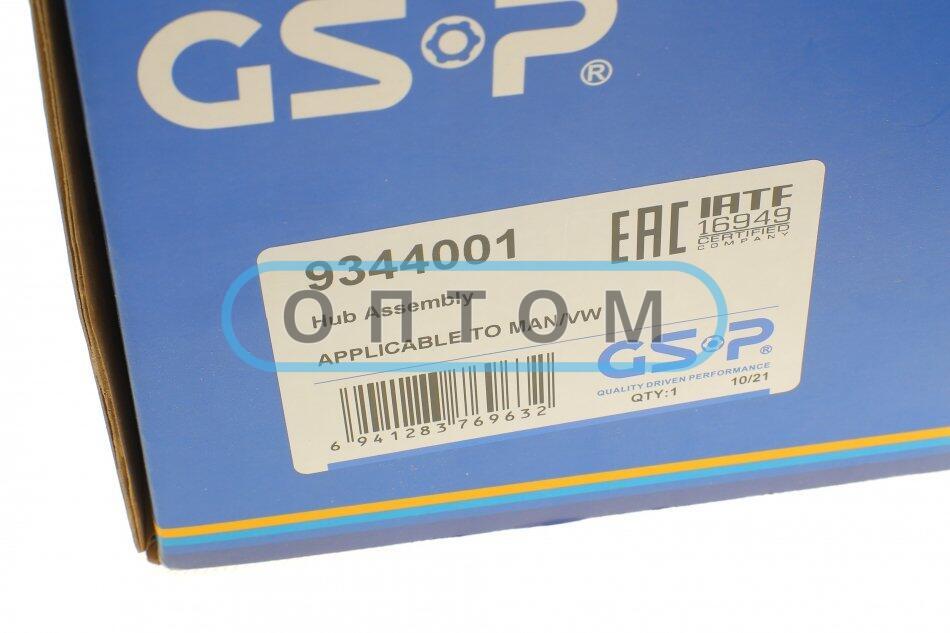 GSP®
9344001
Hub Assembly
APPLICABLE TO MAN/VW
EAC
IATF
16949
CERTIFIED
COMPANY
ОПТОМ
GSP®
QUALITY DRIVEN PERFORMANCE
QTY:1 10/21
6 941283 769632